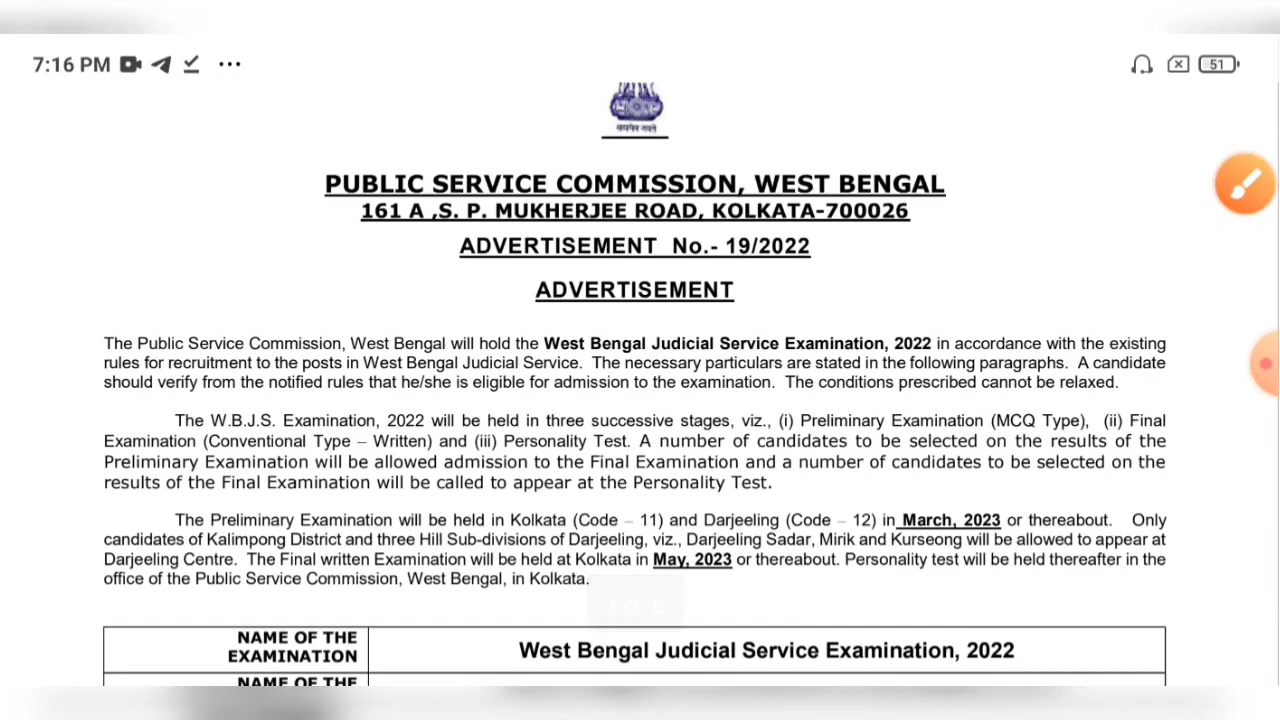 7:16 PM
51
सत्यमेव जयते
PUBLIC SERVICE COMMISSION, WEST BENGAL
161 A ,S. P. MUKHERJEE ROAD, KOLKATA-700026
ADVERTISEMENT No.- 19/2022
ADVERTISEMENT
The Public Service Commission, West Bengal will hold the West Bengal Judicial Service Examination, 2022 in accordance with the existing
rules for recruitment to the posts in West Bengal Judicial Service. The necessary particulars are stated in the following paragraphs. A candidate
should verify from the notified rules that he/she is eligible for admission to the examination. The conditions prescribed cannot be relaxed.
The W.B.J.S. Examination, 2022 will be held in three successive stages, viz., (i) Preliminary Examination (MCQ Type), (ii) Final
Examination (Conventional Type – Written) and (iii) Personality Test. A number of candidates to be selected on the results of the
Preliminary Examination will be allowed admission to the Final Examination and a number of candidates to be selected on the
results of the Final Examination will be called to appear at the Personality Test.
The Preliminary Examination will be held in Kolkata (Code – 11) and Darjeeling (Code – 12) in March, 2023 or thereabout. Only
candidates of Kalimpong District and three Hill Sub-divisions of Darjeeling, viz., Darjeeling Sadar, Mirik and Kurseong will be allowed to appear at
Darjeeling Centre. The Final written Examination will be held at Kolkata in May, 2023 or thereabout. Personality test will be held thereafter in the
office of the Public Service Commission, West Bengal, in Kolkata.
NAME OF THE
EXAMINATION
West Bengal Judicial Service Examination, 2022
NAME OF THE